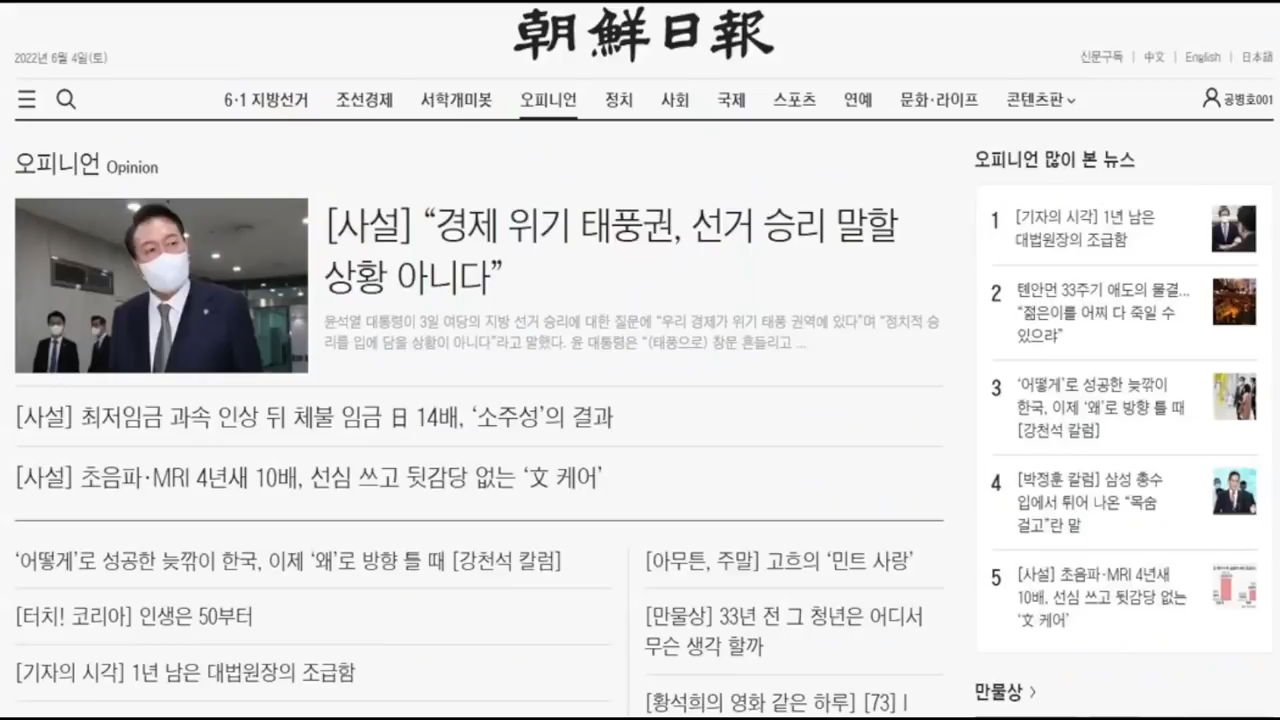 朝鮮日報
2022년 6월 4일(토)
신문구독 | 中文 | English | 日本語
6·1 지방선거 조선경제 서학개미봇 오피니언 정치 사회 국제 스포츠 연예 문화·라이프 콘텐츠판
공병호001
오피니언 Opinion
[사설] “경제 위기 태풍권, 선거 승리 말할
상황 아니다”
윤석열 대통령이 3일 여당의 지방 선거 승리에 대한 질문에 “우리 경제가 위기 태풍 권역에 있다”며 “정치적 승
리를 입에 담을 상황이 아니다”라고 말했다. 윤 대통령은 “(태풍으로) 창문 흔들리고 ...
[사설] 최저임금 과속 인상 뒤 체불 임금 日 14배, ‘소주성’의 결과
[사설] 초음파·MRI 4년새 10배, 선심 쓰고 뒷감당 없는 ‘文 케어’
‘어떻게’로 성공한 늦깎이 한국, 이제 ‘왜’로 방향 틀 때 [강천석 칼럼]
[터치! 코리아] 인생은 50부터
[기자의 시각] 1년 남은 대법원장의 조급함
[아무튼, 주말] 고흐의 ‘민트 사랑’
[만물상] 33년 전 그 청년은 어디서
무슨 생각 할까
[황석희의 영화 같은 하루] [73] I
오피니언 많이 본 뉴스
1 [기자의 시각] 1년 남은
대법원장의 조급함
2 톈안먼 33주기 애도의 물결...
“젊은이를 어찌 다 죽일 수
있으랴”
3 ‘어떻게’로 성공한 늦깎이
한국, 이제 ‘왜’로 방향 틀 때
[강천석 칼럼]
4 [박정훈 칼럼] 삼성 총수
입에서 튀어 나온 “목숨
걸고”란 말
5 [사설] 초음파·MRI 4년새
10배, 선심 쓰고 뒷감당 없는
‘文 케어’
만물상 >